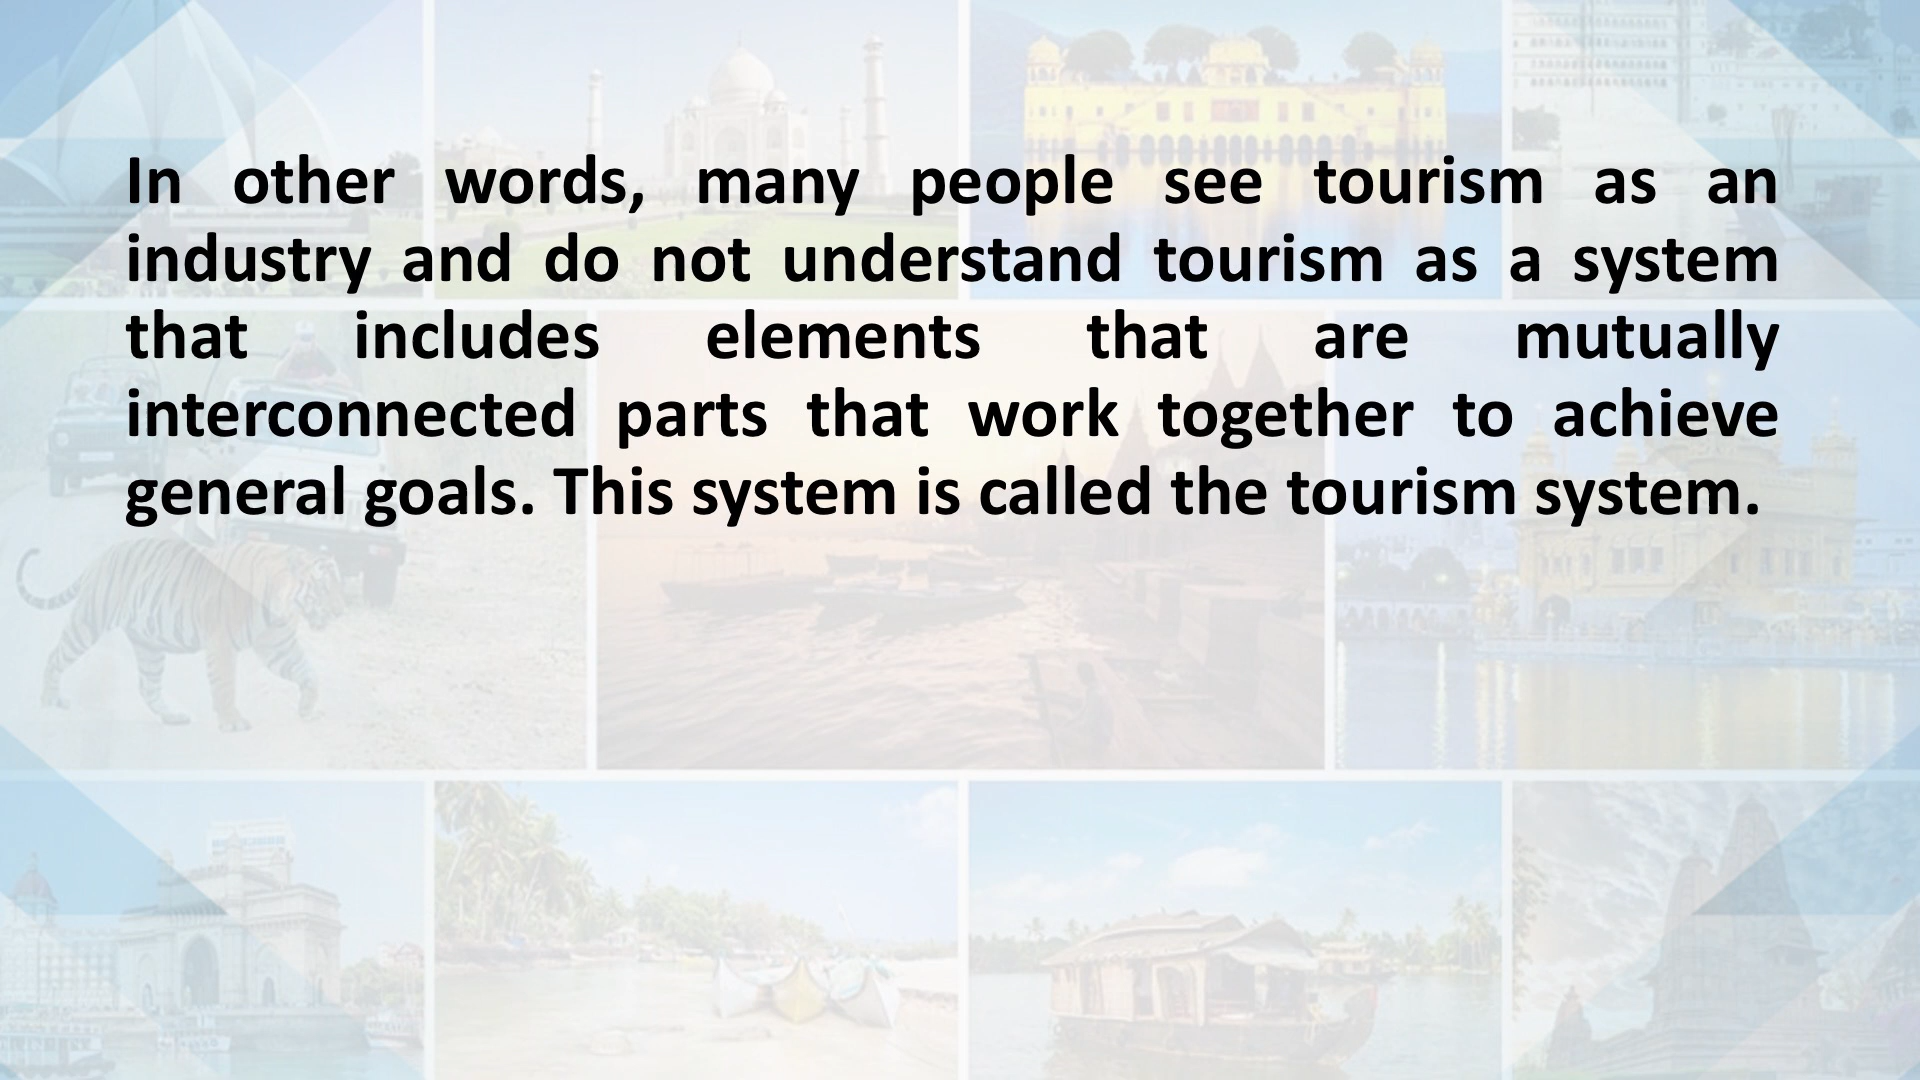 In other words, many people see tourism as an
industry and do not understand tourism as a system
that includes elements that are mutually
interconnected parts that work together to achieve
general goals. This system is called the tourism system.